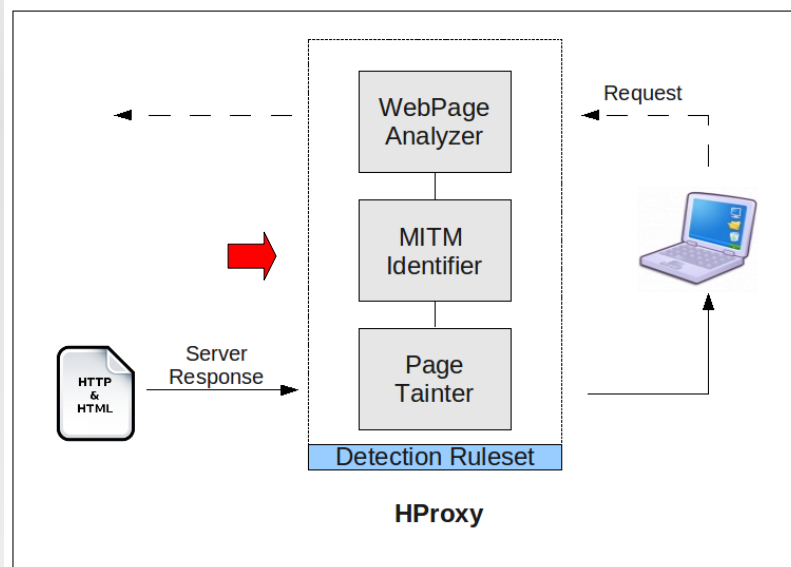 WebPage
Analyzer
Request
MITM
Identifier
Server
Response
HTTP
&
HTML
Page
Tainter
Detection Ruleset
HProxy